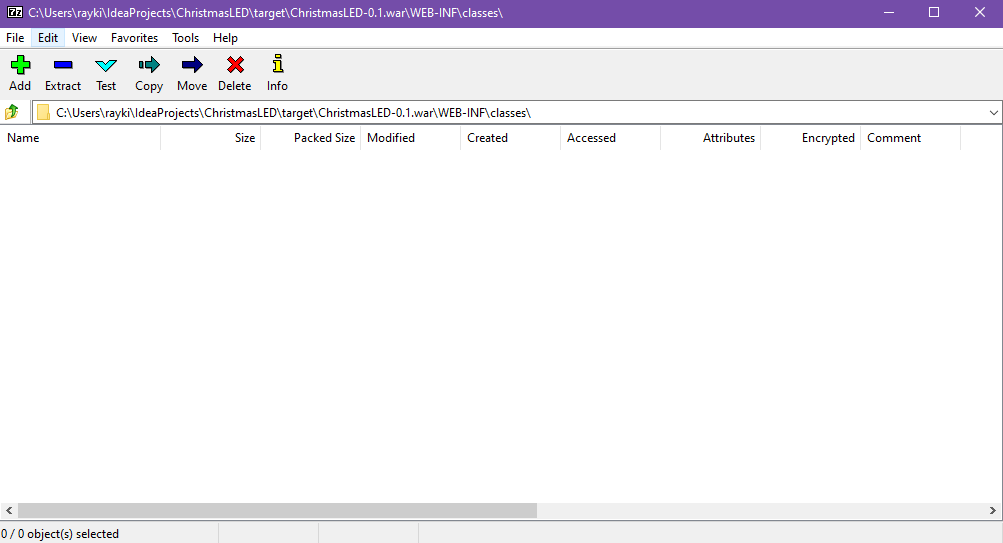 7z C:\Users\rayki\IdeaProjects\ChristmasLED\target\ChristmasLED-0.1.war\WEB-INF\classes\
File Edit View Favorites Tools Help
Add Extract Test Copy Move Delete Info
C:\Users\rayki\IdeaProjects\ChristmasLED\target\ChristmasLED-0.1.war\WEB-INF\classes\
Name Size Packed Size Modified Created Accessed Attributes Encrypted Comment
0 / 0 object(s) selected